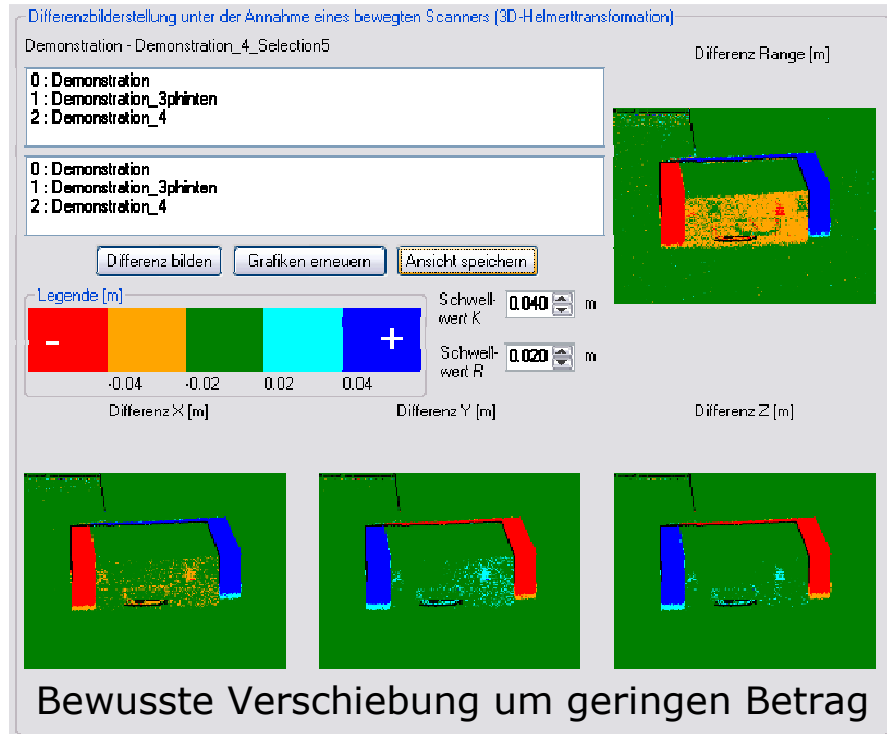 Differenzbilderstellung unter der Annahme eines bewegten Scanners (3D-Helmerttransformation)
Demonstration - Demonstration_4_Selection5
Differenz Range [m]
0 : Demonstration
1 : Demonstration_3phinten
2 : Demonstration_4
0 : Demonstration
1 : Demonstration_3phinten
2 : Demonstration_4
Differenz bilden
Grafiken erneuern
Ansicht speichern
Legende [m]
- +
-0.04 -0.02 0.02 0.04
Schwell-
wert K 0.040 m
Schwell-
wert R 0.020 m
Differenz X [m]
Differenz Y [m]
Differenz Z [m]
Bewusste Verschiebung um geringen Betrag